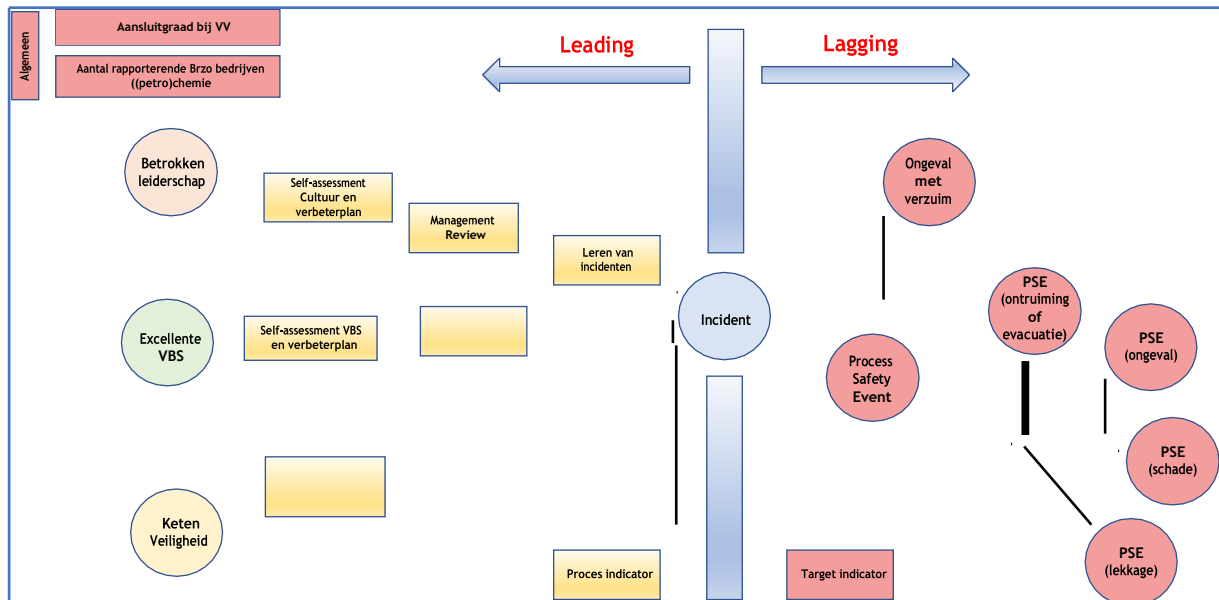 Algemeen
Aansluitgraad bij VV
Aantal rapporterende Brzo bedrijven
((petro)chemie
Leading
Lagging
Betrokken
leiderschap
Self-assessment
Cultuur en
verbeterplan
Management
Review
Leren van
incidenten
Ongeval
met
verzuim
Excellente
VBS
Self-assessment VBS
en verbeterplan
Incident
Process
Safety
Event
PSE
(ontruiming
of
evacuatie)
PSE
(ongeval)
PSE
(schade)
PSE
(lekkage)
Keten
Veiligheid
Proces indicator
Target indicator